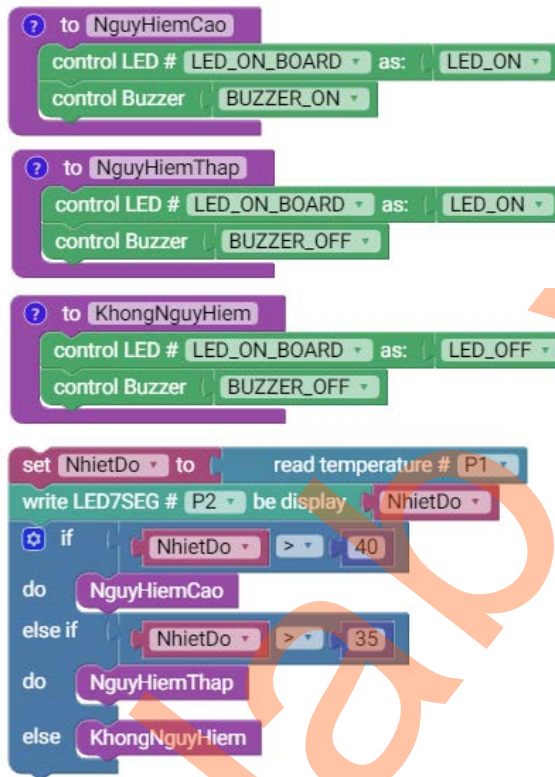 to NguyHiemCao
control LED # LED_ON_BOARD as: LED_ON
control Buzzer BUZZER_ON
to NguyHiemThap
control LED # LED_ON_BOARD as: LED_ON
control Buzzer BUZZER_OFF
to KhongNguyHiem
control LED # LED_ON_BOARD as: LED_OFF
control Buzzer BUZZER_OFF
set NhietDo to read temperature # P1
write LED7SEG # P2 be display NhietDo
if NhietDo > 40
do NguyHiemCao
else if NhietDo > 35
do NguyHiemThap
else KhongNguyHiem